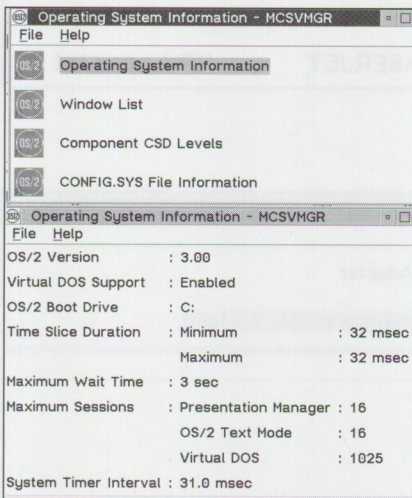 Operating System Information - MCSVMGR
File Help
OS/2 Operating System Information
OS/2 Window List
OS/2 Component CSD Levels
OS/2 CONFIG.SYS File Information
Operating System Information - MCSVMGR
File Help
OS/2 Version : 3.00
Virtual DOS Support : Enabled
OS/2 Boot Drive : C:
Time Slice Duration : Minimum : 32 msec
Maximum : 32 msec
Maximum Wait Time : 3 sec
Maximum Sessions : Presentation Manager : 16
OS/2 Text Mode : 16
Virtual DOS : 1025
System Timer Interval : 31.0 msec